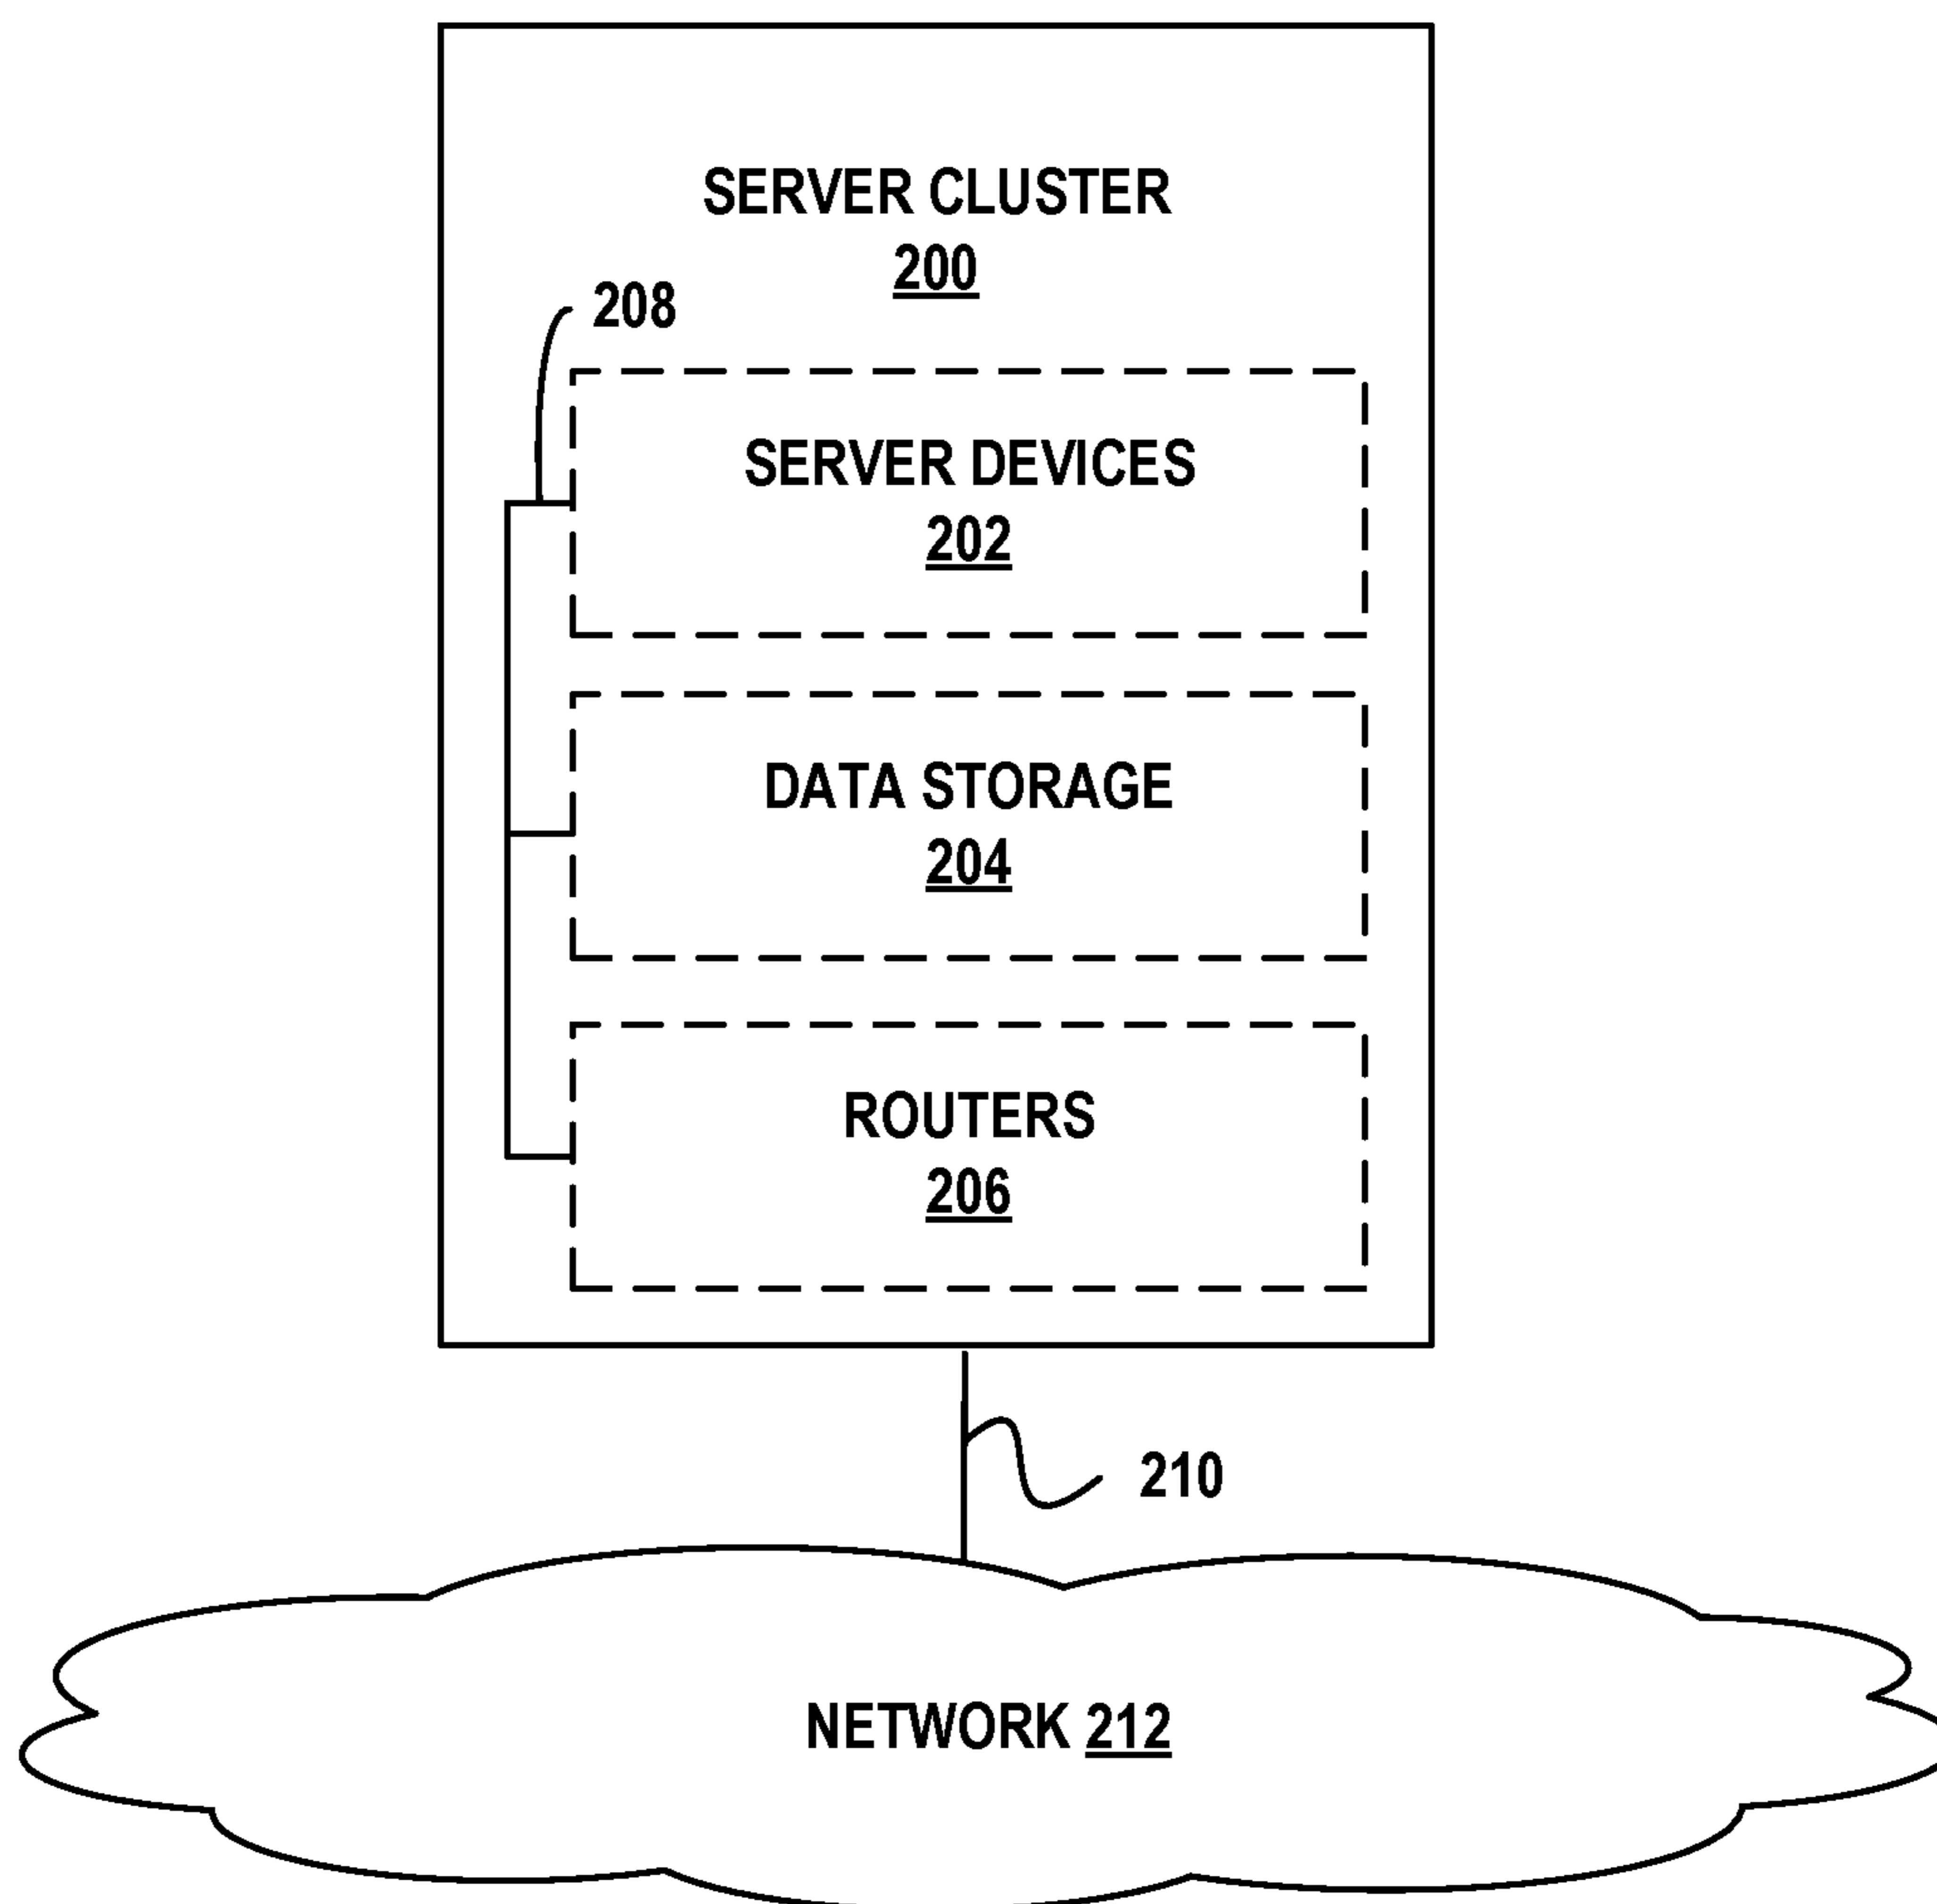 SERVER CLUSTER
200
208
SERVER DEVICES
202
DATA STORAGE
204
ROUTERS
206
210
NETWORK 212